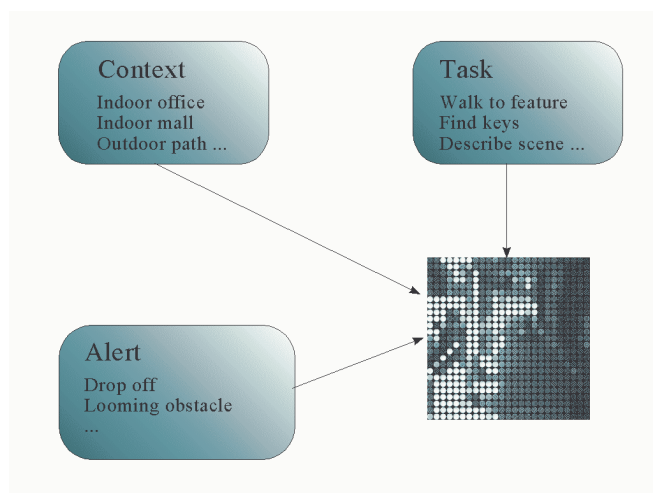 Context
Indoor office
Indoor mall
Outdoor path ...
Task
Walk to feature
Find keys
Describe scene ...
Alert
Drop off
Looming obstacle
...